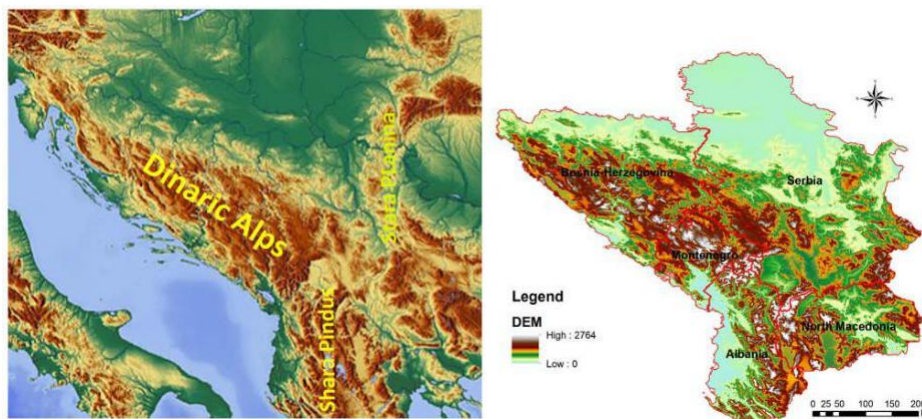 Dinaric Alps
Stara Planina
Shara Pindus
Bosnia-Herzegovina
Serbia
Montenegro
North Macedonia
Albania
Legend
DEM
High : 2764
Low : 0
0 25 50 100 150 200